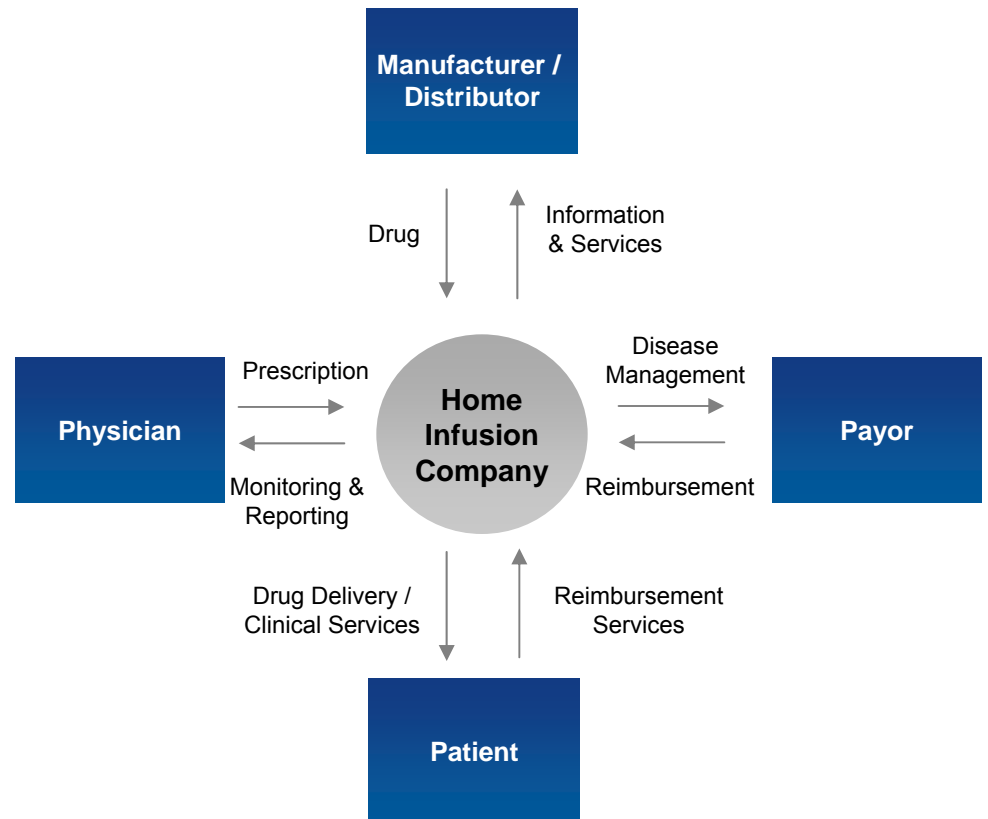 Manufacturer /
Distributor
Drug
Information
& Services
Physician
Prescription
Monitoring &
Reporting
Home
Infusion
Company
Disease
Management
Reimbursement
Payor
Drug Delivery /
Clinical Services
Reimbursement
Services
Patient